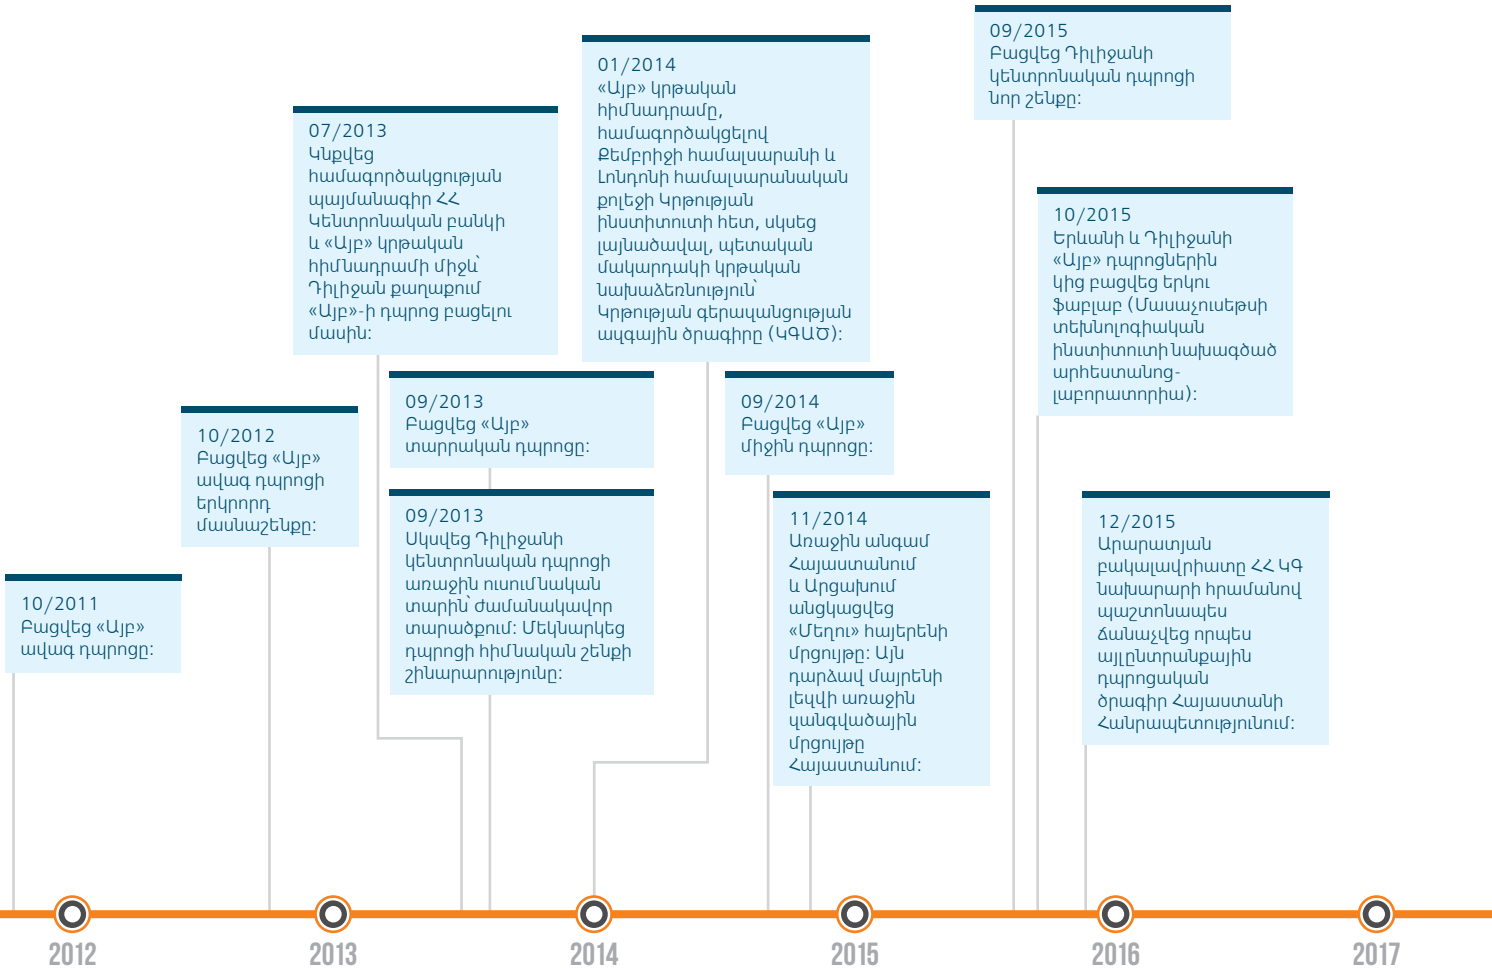 10/2011
Բացվեց «Այբ»
ավագ դպրոցը:
10/2012
Բացվեց «Այբ»
ավագ դպրոցի
երկրորդ
մասնաշենքը:
07/2013
Կնքվեց
համագործակցության
պայմանագիր ՀՀ
Կենտրոնական բանկի
և «Այբ» կրթական
հիմնադրամի միջև՝
Դիլիջան քաղաքում
«Այբ»-ի դպրոց բացելու
մասին:
09/2013
Բացվեց «Այբ»
տարրական դպրոցը:
09/2013
Սկսվեց Դիլիջանի
կենտրոնական դպրոցի
առաջին ուսումնական
տարին՝ ժամանակավոր
տարածքում: Մեկնարկեց
դպրոցի հիմնական շենքի
շինարարությունը:
01/2014
«Այբ» կրթական
հիմնադրամը,
համագործակցելով
Քեմբրիջի համալսարանի և
Լոնդոնի համալսարանական
քոլեջի Կրթության
ինստիտուտի հետ, սկսեց
լայնածավալ, պետական
մակարդակի կրթական
նախաձեռնություն՝
Կրթության գերազանցության
ազգային ծրագիրը (ԿԳԱԾ):
09/2014
Բացվեց «Այբ»
միջին դպրոցը:
11/2014
Առաջին անգամ
Հայաստանում
և Արցախում
անցկացվեց
«Մեղու» հայերենի
մրցույթը: Այն
դարձավ մայրենի
լեզվի առաջին
զանգվածային
մրցույթը
Հայաստանում:
09/2015
Բացվեց Դիլիջանի
կենտրոնական դպրոցի
նոր շենքը:
10/2015
Երևանի և Դիլիջանի
«Այբ» դպրոցներին
կից բացվեց երկու
ֆաբլաբ (Մասաչուսեթսի
տեխնոլոգիական
ինստիտուտի նախագծած
արհեստանոց-
լաբորատորիա):
12/2015
Արարատյան
բակալավրիատը ՀՀ ԿԳ
նախարարի հրամանով
պաշտոնապես
ճանաչվեց որպես
այլընտրանքային
դպրոցական
ծրագիր Հայաստանի
Հանրապետությունում:
2012
2013
2014
2015
2016
2017